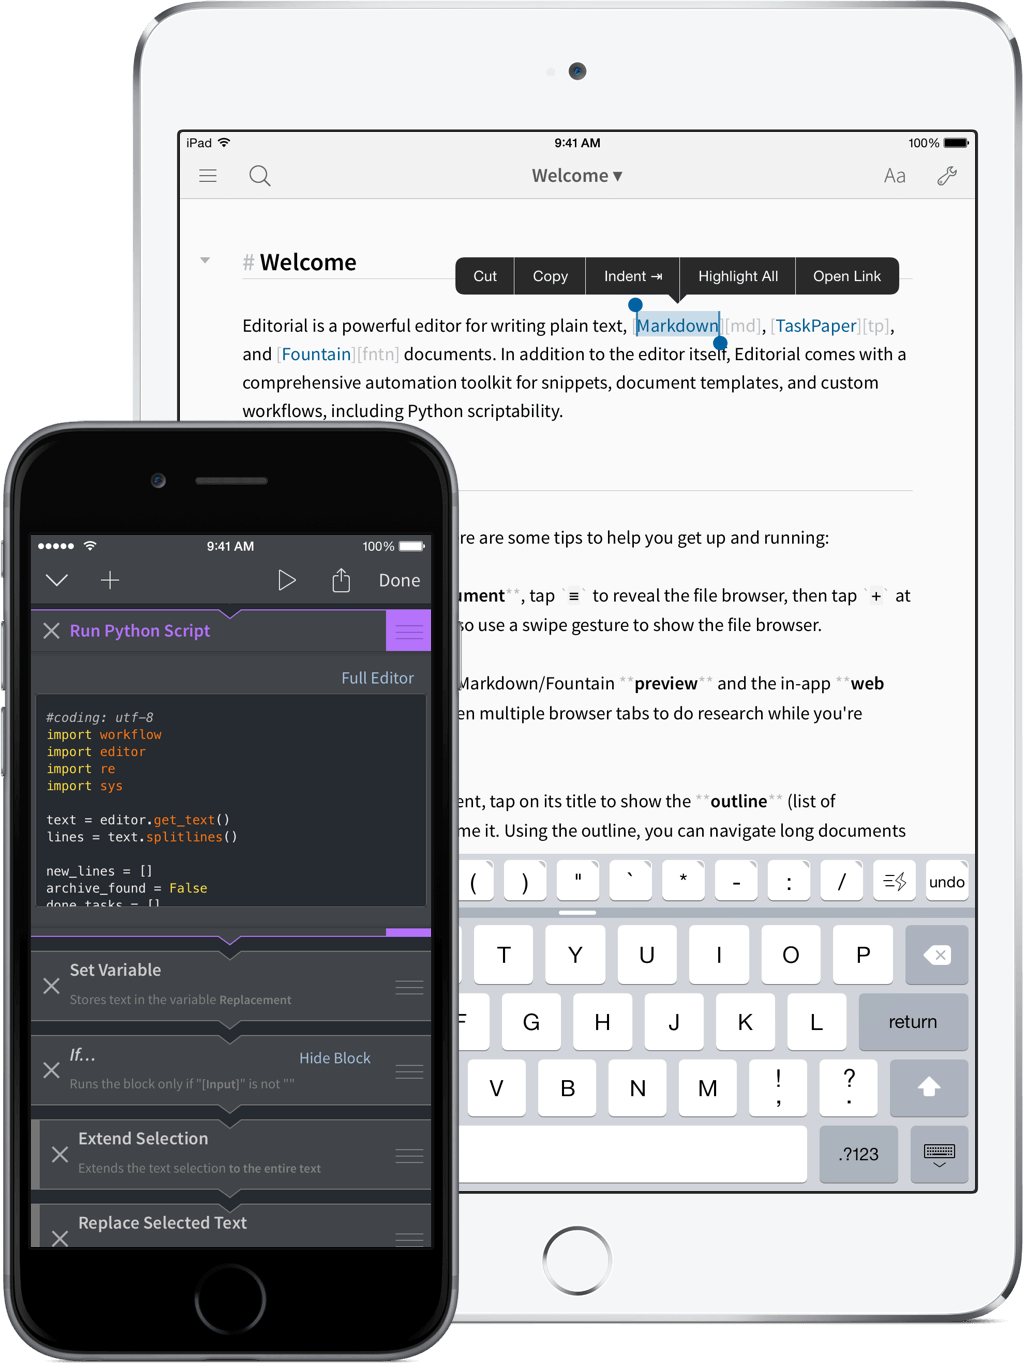 iPad 9:41 AM 100%
Welcome ▾ Aa
# Welcome
Cut Copy Indent ⇥ Highlight All Open Link
Editorial is a powerful editor for writing plain text, [Markdown][md], [TaskPaper][tp],
and [Fountain][fntn] documents. In addition to the editor itself, Editorial comes with a
comprehensive automation toolkit for snippets, document templates, and custom
workflows, including Python scriptability.
re are some tips to help you get up and running:
ument**, tap `≡` to reveal the file browser, then tap `+` at
so use a swipe gesture to show the file browser.
Markdown/Fountain **preview** and the in-app **web
en multiple browser tabs to do research while you're
ent, tap on its title to show the **outline** (list of
me it. Using the outline, you can navigate long documents
( ) " ` * - : / undo
T Y U I O P
F G H J K L return
V B N M ! , ? .
.?123
9:41 AM 100%
Done
Run Python Script
Full Editor
#coding: utf-8
import workflow
import editor
import re
import sys
text = editor.get_text()
lines = text.splitlines()
new_lines = []
archive_found = False
done_tasks = []
Set Variable
Stores text in the variable Replacement
If...
Hide Block
Runs the block only if "[Input]" is not ""
Extend Selection
Extends the text selection to the entire text
Replace Selected Text